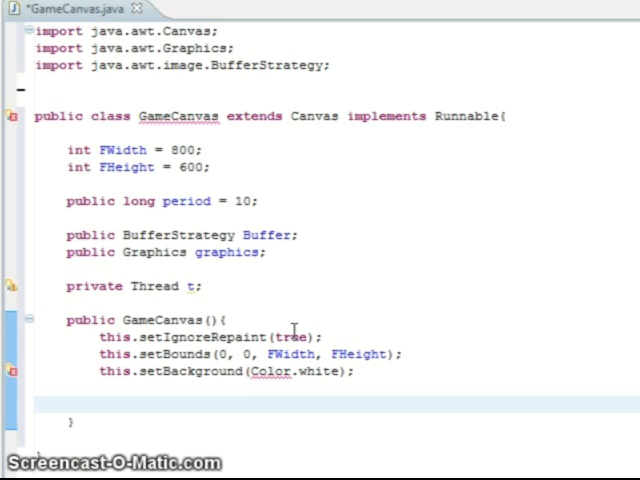 *GameCanvas.java
import java.awt.Canvas;
import java.awt.Graphics;
import java.awt.image.BufferStrategy;
public class GameCanvas extends Canvas implements Runnable{
int FWidth = 800;
int FHeight = 600;
public long period = 10;
public BufferStrategy Buffer;
public Graphics graphics;
private Thread t;
public GameCanvas(){
this.setIgnoreRepaint(true);
this.setBounds(0, 0, FWidth, FHeight);
this.setBackground(Color.white);
}
}
Screencast-O-Matic.com